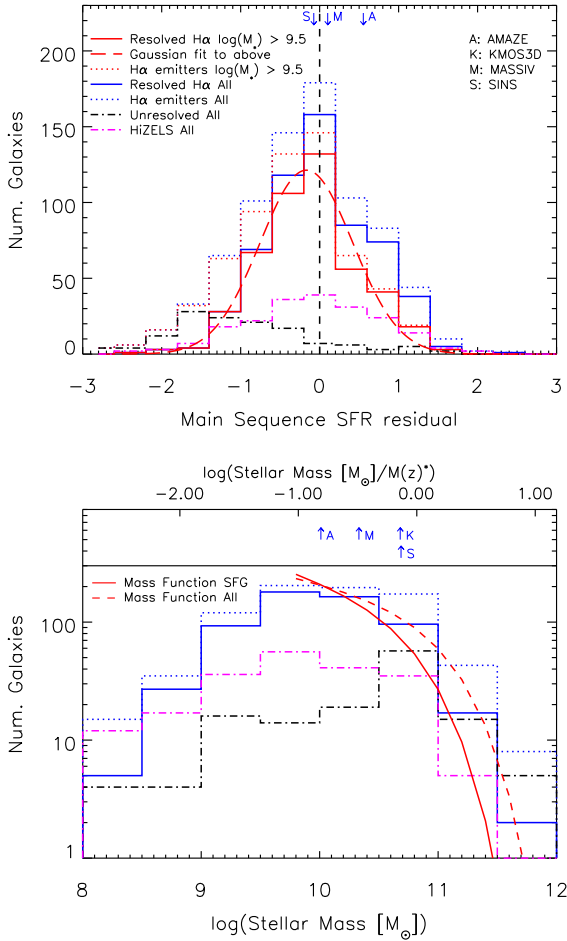 S M A
Resolved Hα log(M*) > 9.5
Gaussian fit to above
Hα emitters log(M*) > 9.5
Resolved Hα All
Hα emitters All
Unresolved All
HiZELS All
A: AMAZE
K: KMOS3D
M: MASSIV
S: SINS
Num. Galaxies
200
150
100
50
0
-3 -2 -1 0 1 2 3
Main Sequence SFR residual
log(Stellar Mass [M⊙]/M(z)*)
-2.00 -1.00 0.00 1.00
A M K
S
Mass Function SFG
Mass Function All
Num. Galaxies
100
10
1
8 9 10 11 12
log(Stellar Mass [M⊙])